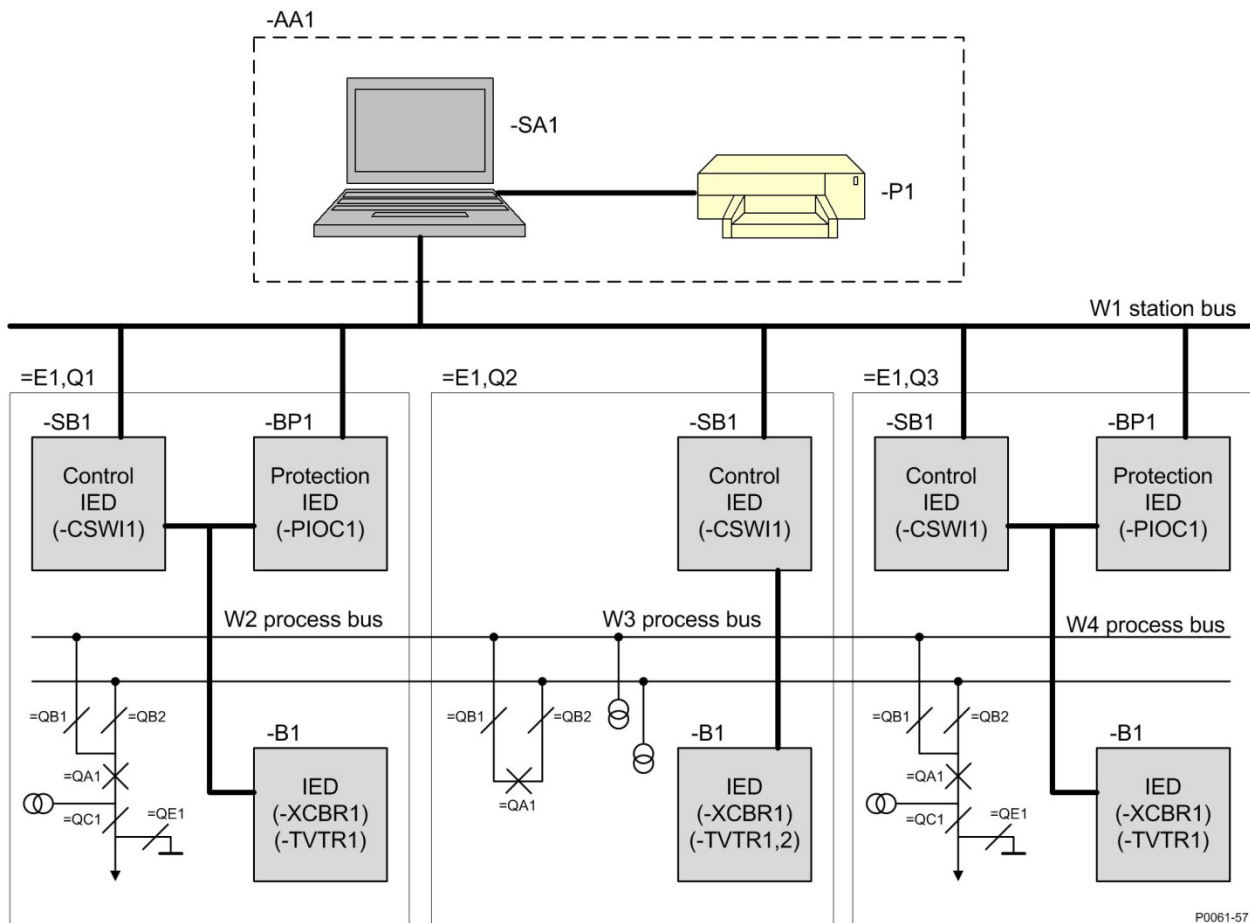 -AA1
-SA1
-P1
W1 station bus
=E1,Q1
=E1,Q2
=E1,Q3
-SB1
-BP1
-SB1
-SB1
-BP1
Control
IED
(-CSWI1)
Protection
IED
(-PIOC1)
Control
IED
(-CSWI1)
Control
IED
(-CSWI1)
Protection
IED
(-PIOC1)
W2 process bus
W3 process bus
W4 process bus
=QB1
=QB2
=QA1
=QC1
=QE1
-B1
IED
(-XCBR1)
(-TVTR1)
=QB1
=QB2
=QA1
-B1
IED
(-XCBR1)
(-TVTR1,2)
=QB1
=QB2
=QA1
=QC1
=QE1
-B1
IED
(-XCBR1)
(-TVTR1)
P0061-57